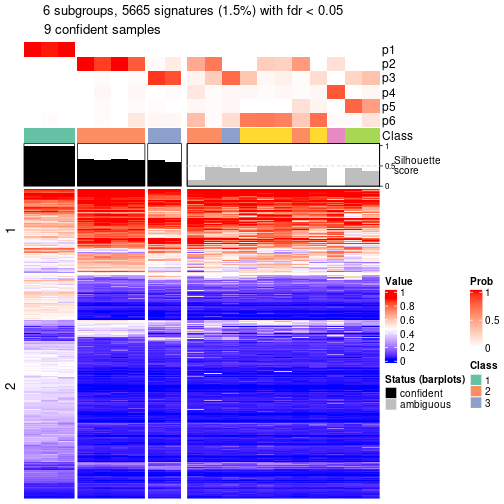 6 subgroups, 5665 signatures (1.5%) with fdr < 0.05
9 confident samples
p1
p2
p3
p4
p5
p6
Class
1
0.5
0
Silhouette
score
1
2
Value
1
0.8
0.6
0.4
0.2
0
Prob
1
0.5
0
Status (barplots)
confident
ambiguous
Class
1
2
3